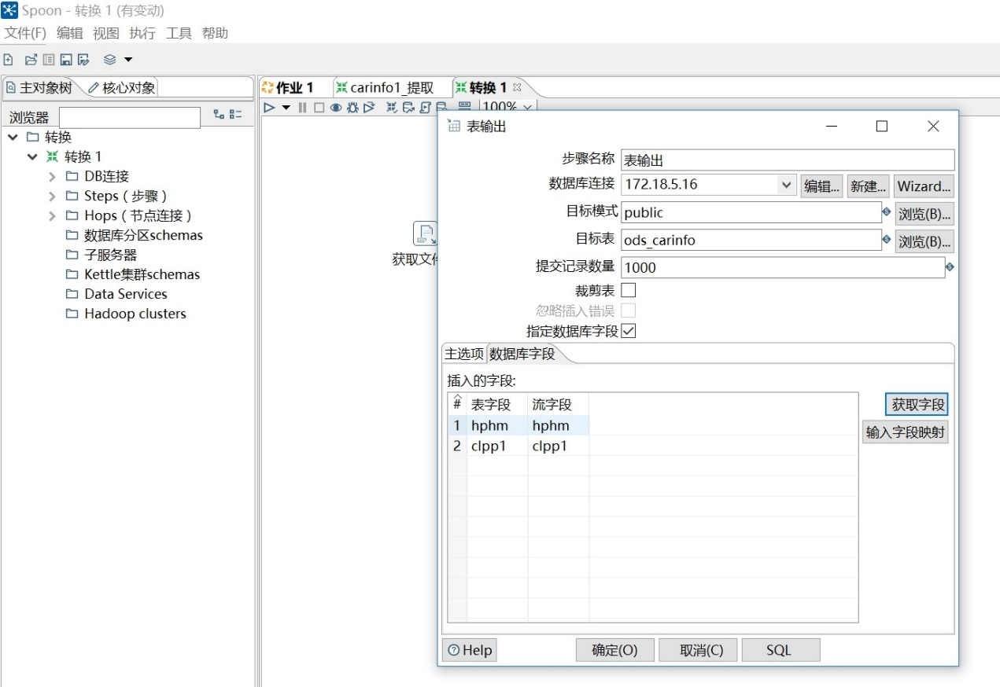 Spoon - 转换 1 (有变动)
文件(F) 编辑 视图 执行 工具 帮助
主对象树 核心对象
作业 1 carinfo1_提取 转换 1
100%
浏览器
转换
转换 1
DB连接
Steps ( 步骤 )
Hops ( 节点连接 )
数据库分区schemas
子服务器
Kettle集群schemas
Data Services
Hadoop clusters
获取文件
表输出
步骤名称 表输出
数据库连接 172.18.5.16 编辑... 新建... Wizard...
目标模式 public 浏览(B)...
目标表 ods_carinfo 浏览(B)...
提交记录数量 1000
裁剪表
忽略插入错误
指定数据库字段
主选项 数据库字段
插入的字段:
# 表字段 流字段
1 hphm hphm
2 clpp1 clpp1
获取字段
输入字段映射
Help 确定(O) 取消(C) SQL